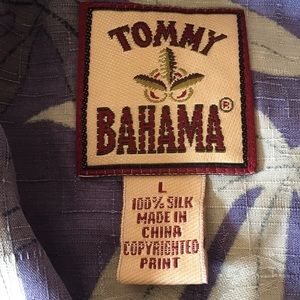 TOMMY
BAHAMA®
L
100% SILK
MADE IN
CHINA
COPYRIGHTED
PRINT